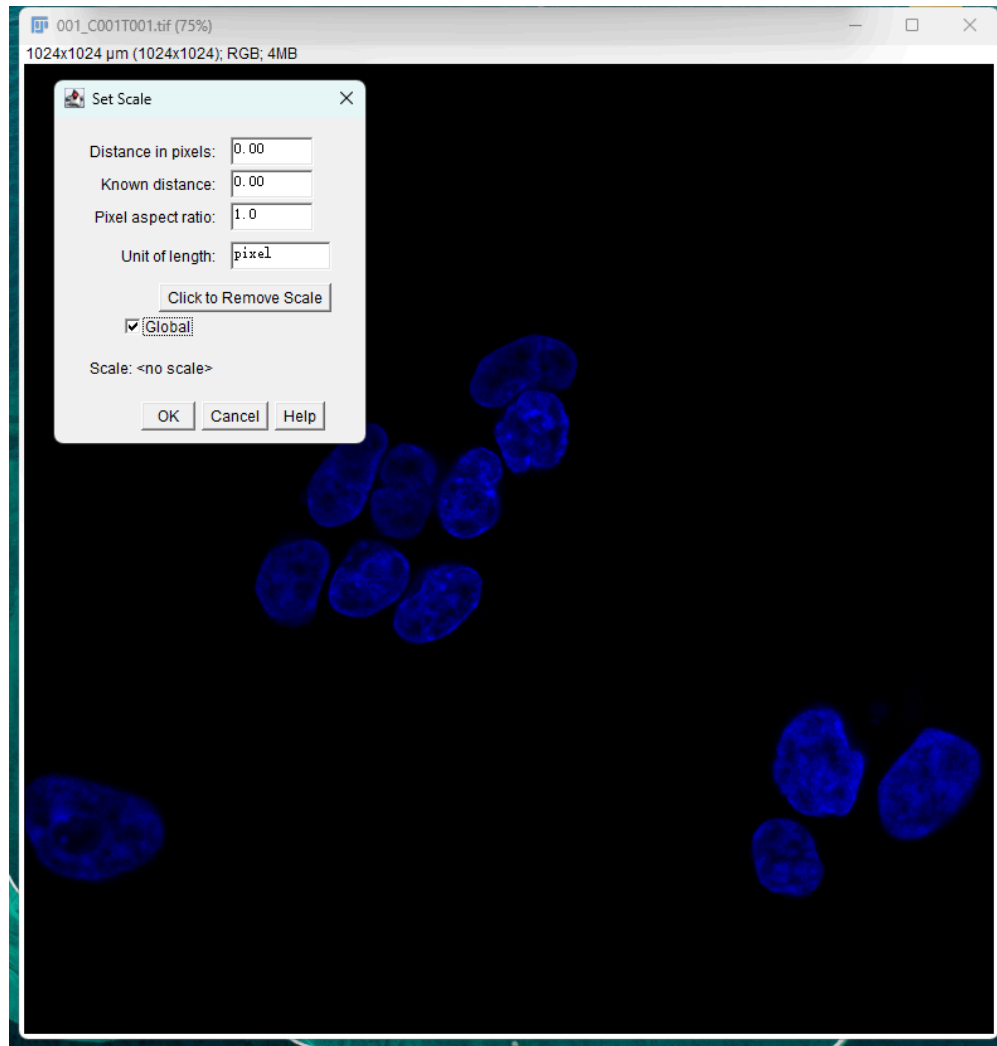 001_C001T001.tif (75%)
1024x1024 µm (1024x1024); RGB; 4MB
Set Scale
Distance in pixels: 0.00
Known distance: 0.00
Pixel aspect ratio: 1.0
Unit of length: pixel
Click to Remove Scale
Global
Scale: <no scale>
OK Cancel Help